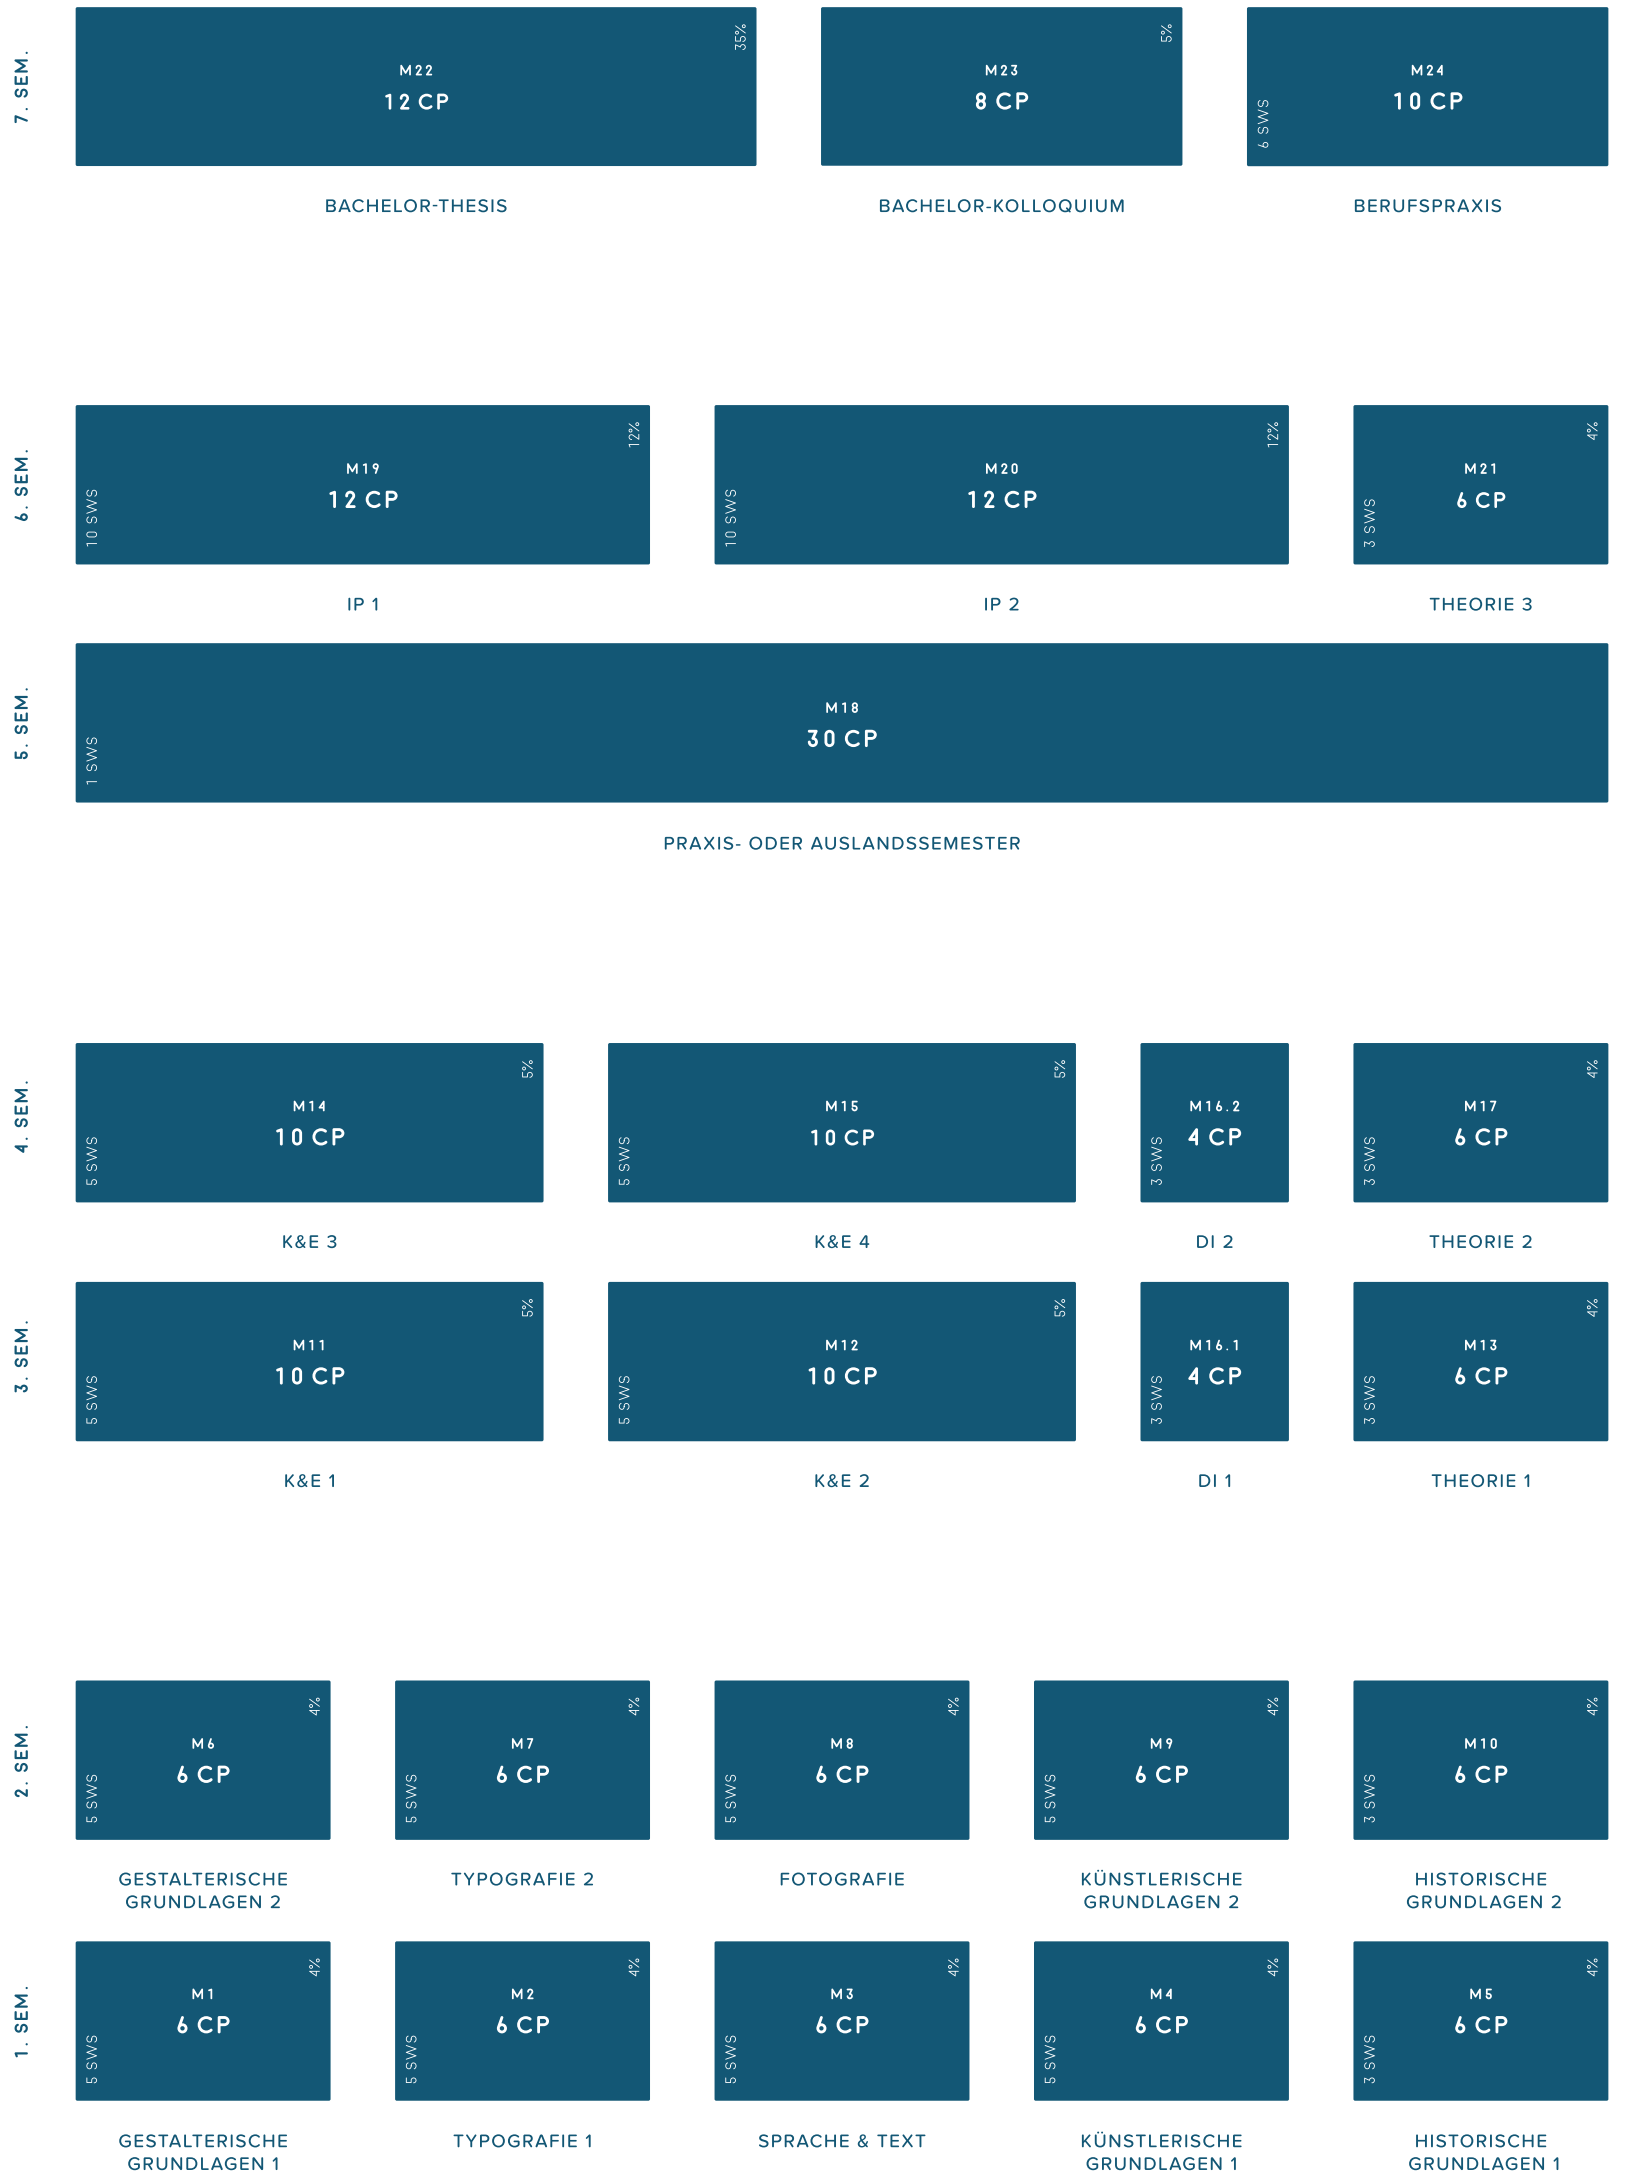 7. SEM.
35%
M22
12 CP
BACHELOR-THESIS
5%
M23
8 CP
BACHELOR-KOLLOQUIUM
M24
10 CP
6 SWS
BERUFSPRAXIS
6. SEM.
12%
M19
12 CP
10 SWS
IP 1
12%
M20
12 CP
10 SWS
IP 2
4%
M21
6 CP
3 SWS
THEORIE 3
5. SEM.
M18
30 CP
1 SWS
PRAXIS- ODER AUSLANDSSEMESTER
4. SEM.
5%
M14
10 CP
5 SWS
K&E 3
5%
M15
10 CP
5 SWS
K&E 4
M16.2
4 CP
3 SWS
DI 2
4%
M17
6 CP
3 SWS
THEORIE 2
3. SEM.
5%
M11
10 CP
5 SWS
K&E 1
5%
M12
10 CP
5 SWS
K&E 2
M16.1
4 CP
3 SWS
DI 1
4%
M13
6 CP
3 SWS
THEORIE 1
2. SEM.
4%
M6
6 CP
5 SWS
GESTALTERISCHE
GRUNDLAGEN 2
4%
M7
6 CP
5 SWS
TYPOGRAFIE 2
4%
M8
6 CP
5 SWS
FOTOGRAFIE
4%
M9
6 CP
5 SWS
KÜNSTLERISCHE
GRUNDLAGEN 2
4%
M10
6 CP
3 SWS
HISTORISCHE
GRUNDLAGEN 2
1. SEM.
4%
M1
6 CP
5 SWS
GESTALTERISCHE
GRUNDLAGEN 1
4%
M2
6 CP
5 SWS
TYPOGRAFIE 1
4%
M3
6 CP
5 SWS
SPRACHE & TEXT
4%
M4
6 CP
5 SWS
KÜNSTLERISCHE
GRUNDLAGEN 1
4%
M5
6 CP
3 SWS
HISTORISCHE
GRUNDLAGEN 1